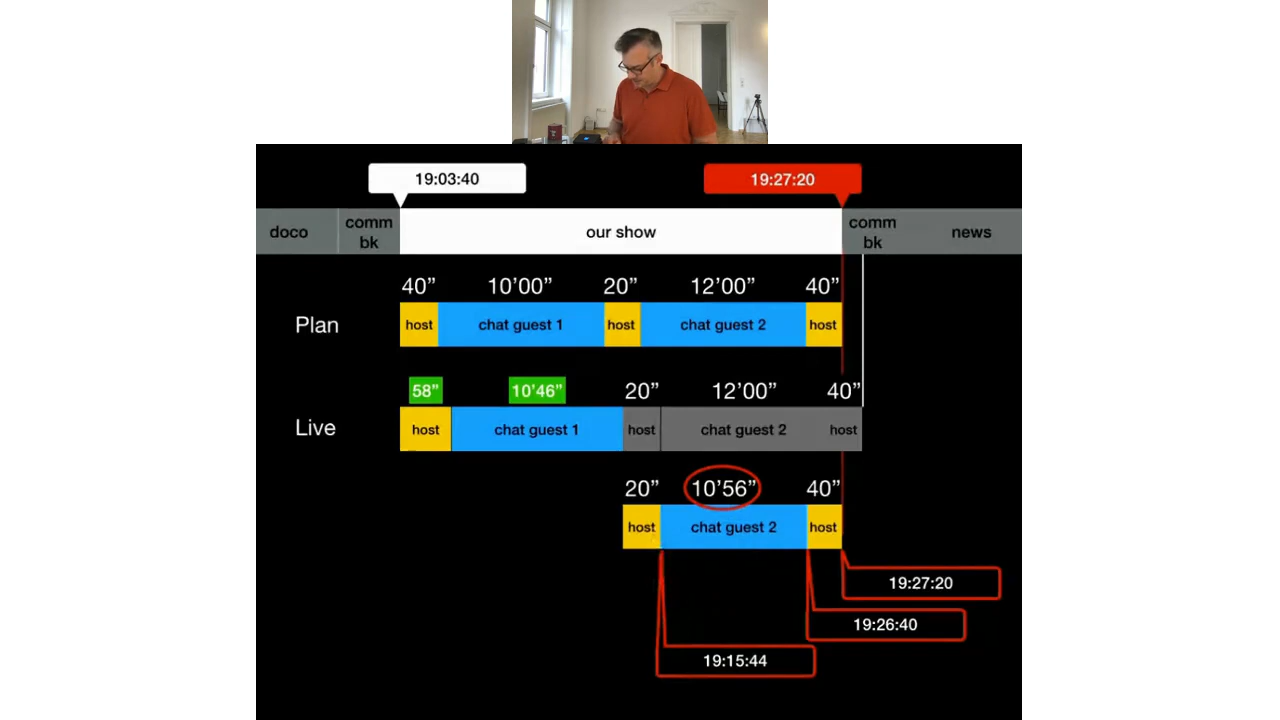 19:03:40
19:27:20
doco
comm
bk
our show
comm
bk
news
40”
10’00”
20”
12’00”
40”
Plan
host
chat guest 1
host
chat guest 2
host
58”
10’46”
20”
12’00”
40”
Live
host
chat guest 1
host
chat guest 2
host
20”
10’56”
40”
host
chat guest 2
host
19:27:20
19:26:40
19:15:44